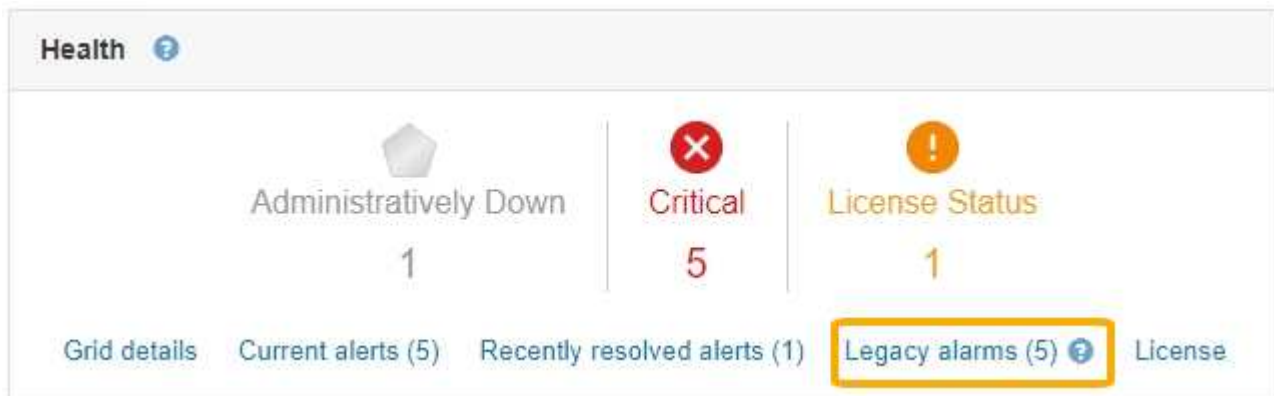 Health ?
Administratively Down Critical License Status
1 5 1
Grid details Current alerts (5) Recently resolved alerts (1) Legacy alarms (5) ? License